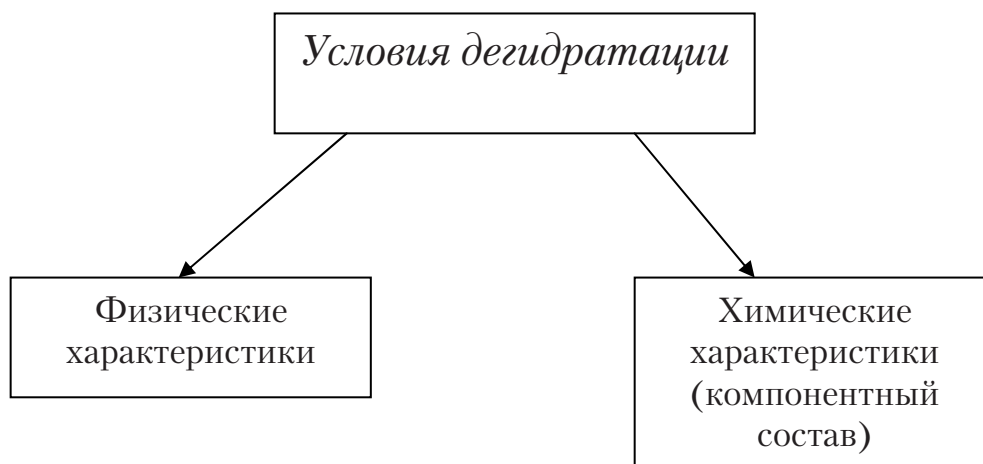 Условия дегидратации
Физические
характеристики
Химические
характеристики
(компонентный
состав)